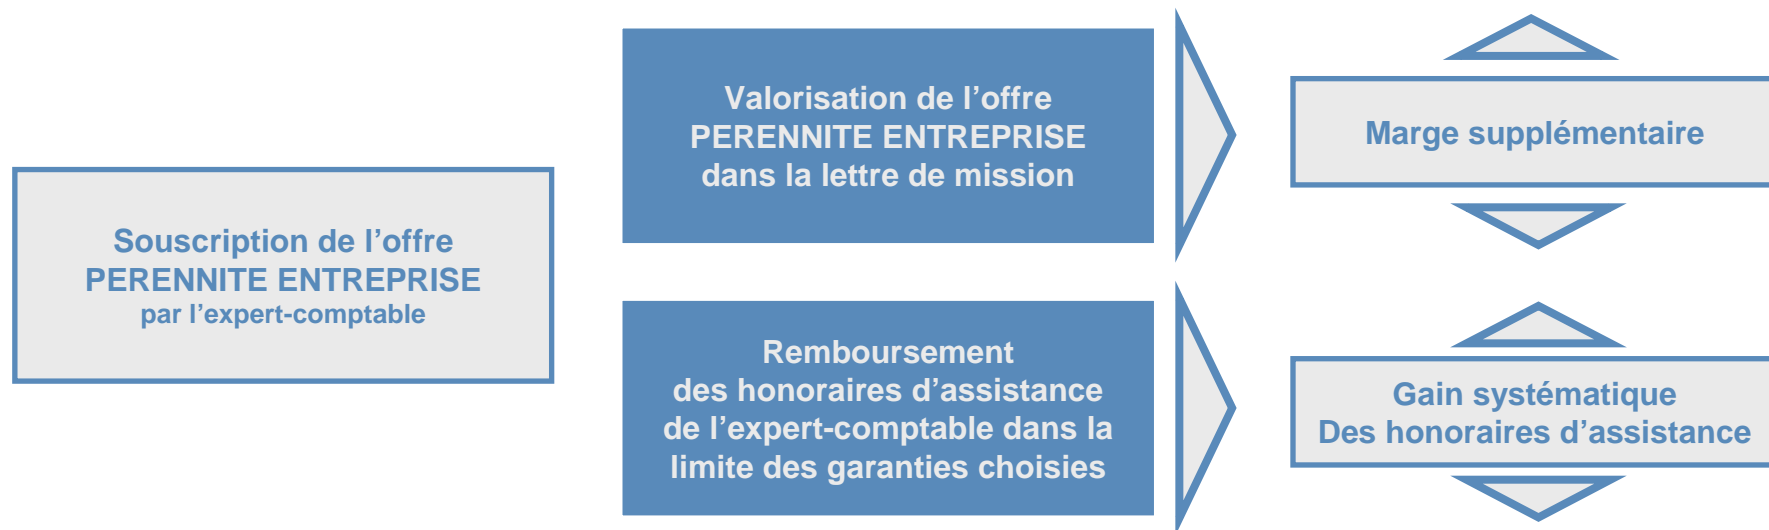 Souscription de l’offre
PERENNITE ENTREPRISE
par l’expert-comptable
Valorisation de l’offre
PERENNITE ENTREPRISE
dans la lettre de mission
Marge supplémentaire
Remboursement
des honoraires d’assistance
de l’expert-comptable dans la
limite des garanties choisies
Gain systématique
Des honoraires d’assistance